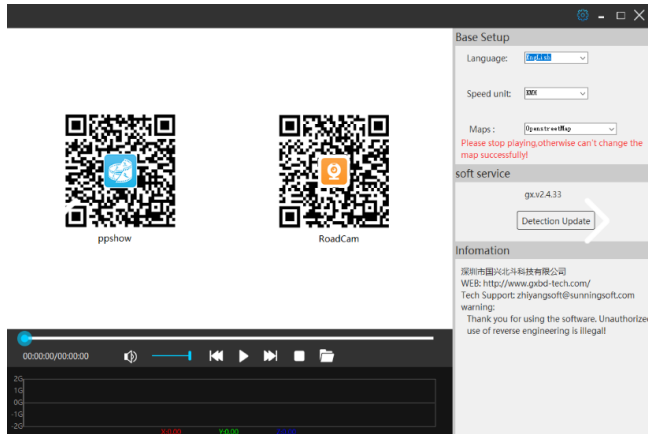 Base Setup
Language: English
Speed unit:
Maps : OpenstreetMap
Please stop playing,otherwise can't change the
map successfully!
soft service
gx.v2.4.33
Detection Update
Infomation
深圳市国兴北斗科技有限公司
WEB: http://www.gxbd-tech.com/
Tech Support: zhiyangsoft@sunningsoft.com
warning:
Thank you for using the software. Unauthorized
use of reverse engineering is illegal!
ppshow
RoadCam
00:00:00/00:00:00
2G
1G
0G
-1G
-2G
X:0.00 Y:0.00